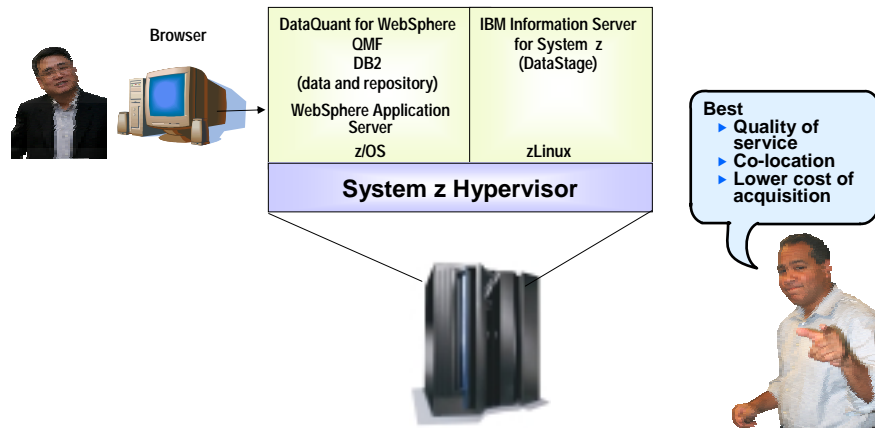 Browser
DataQuant for WebSphere
QMF
DB2
(data and repository)
WebSphere Application
Server
z/OS
IBM Information Server
for System z
(DataStage)
zLinux
System z Hypervisor
Best
Quality of
service
Co-location
Lower cost of
acquisition